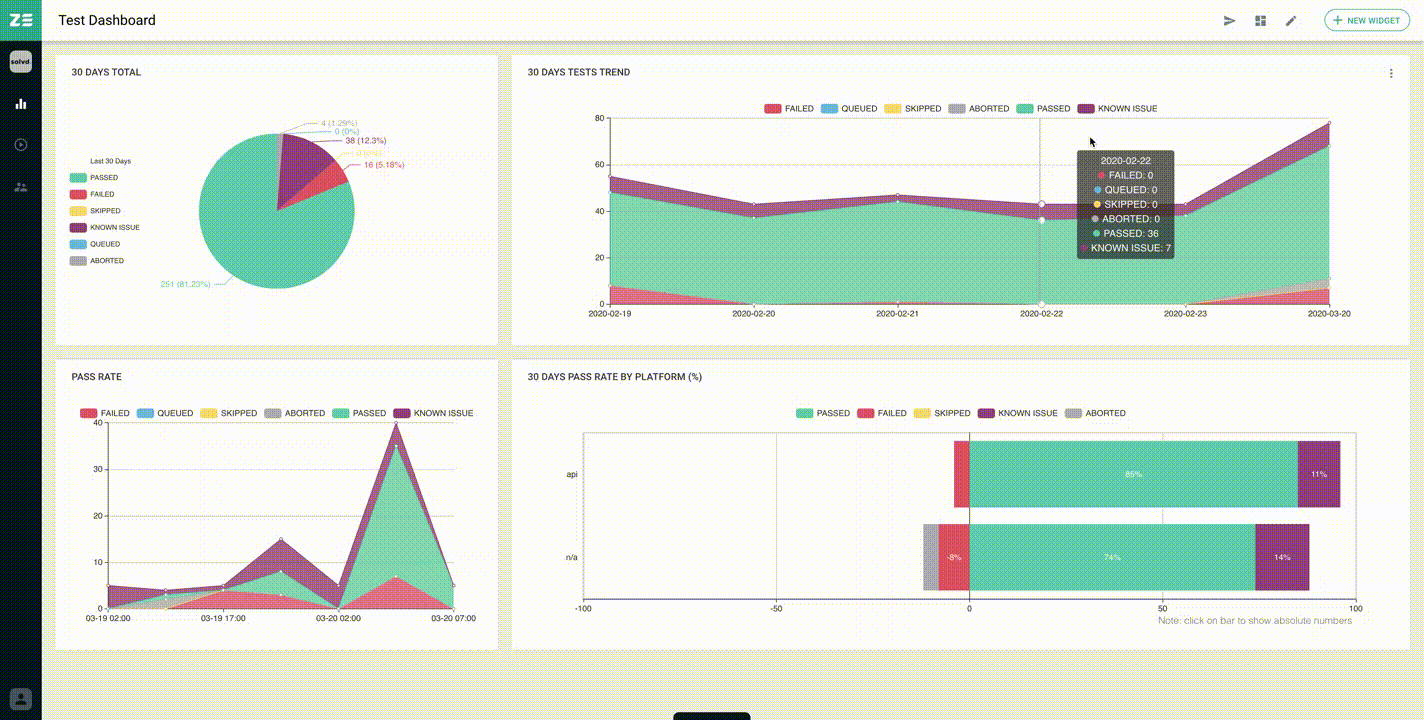 ZE
Test Dashboard
+ NEW WIDGET
solvd
30 DAYS TOTAL
4 (1.29%)
0 (0%)
38 (12.3%)
16 (5.18%)
251 (81.23%)
Last 30 Days
PASSED
FAILED
SKIPPED
KNOWN ISSUE
QUEUED
ABORTED
30 DAYS TESTS TREND
FAILED QUEUED SKIPPED ABORTED PASSED KNOWN ISSUE
80
60
40
20
0
2020-02-19 2020-02-20 2020-02-21 2020-02-22 2020-02-23 2020-03-20
2020-02-22
FAILED: 0
QUEUED: 0
SKIPPED: 0
ABORTED: 0
PASSED: 36
KNOWN ISSUE: 7
PASS RATE
FAILED QUEUED SKIPPED ABORTED PASSED KNOWN ISSUE
40
30
20
10
0
03-19 02:00 03-19 17:00 03-20 02:00 03-20 07:00
30 DAYS PASS RATE BY PLATFORM (%)
PASSED FAILED SKIPPED KNOWN ISSUE ABORTED
api 85% 11%
n/a -8% 74% 14%
-100 -50 0 50 100
Note: click on bar to show absolute numbers